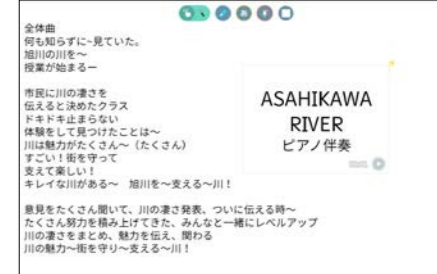 全体曲
何も知らずに~見ていた。
旭川の川を〜
授業が始まるー
市民に川の凄さを
伝えると決めたクラス
ドキドキ止まらない
体験をして見つけたことは〜
川は魅力がたくさん〜（たくさん）
すごい！街を守って
支えて楽しい！
キレイな川がある〜　旭川を〜支える〜川！
意見をたくさん聞いて、川の凄さ発表、ついに伝える時〜
たくさん努力を積み上げてきた、みんなと一緒にレベルアップ
川の凄さをまとめ、魅力を伝え、関わる
川の魅力〜街を守り〜支える〜川！
ASAHIKAWA
RIVER
ピアノ伴奏